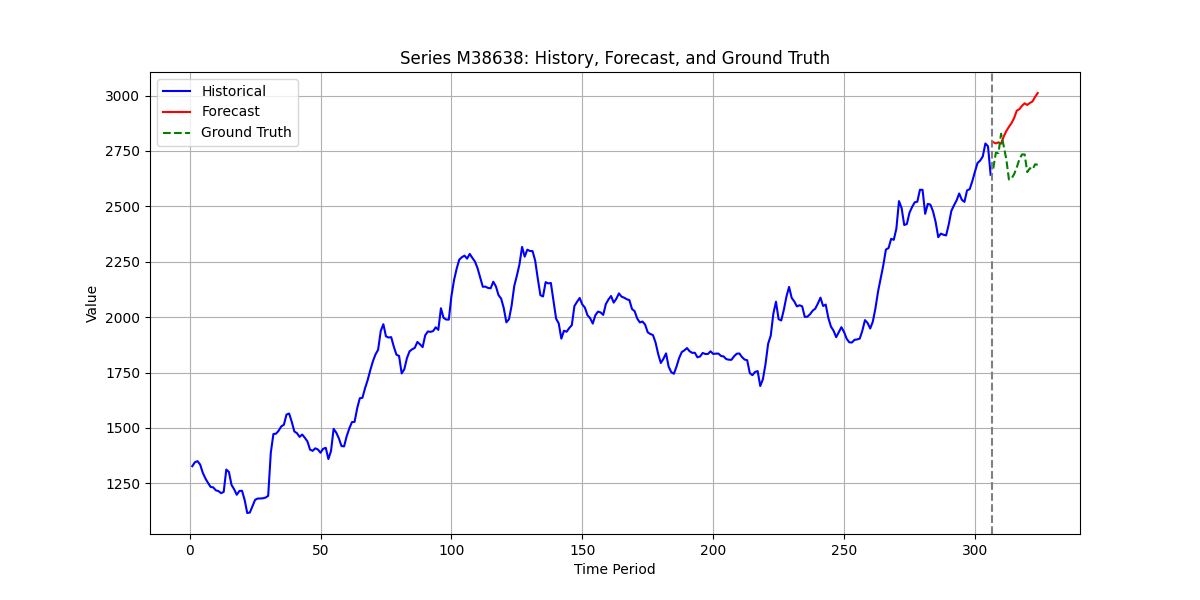 Series M38638: History, Forecast, and Ground Truth
Historical
Forecast
Ground Truth
3000
2750
2500
2250
2000
1750
1500
1250
Value
0 50 100 150 200 250 300
Time Period